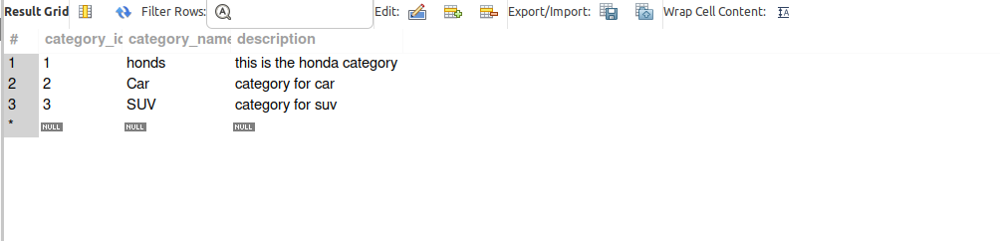 Result Grid Filter Rows: Edit: Export/Import: Wrap Cell Content:
# category_id category_name description
1 1 honds this is the honda category
2 2 Car category for car
3 3 SUV category for suv
* NULL NULL NULL